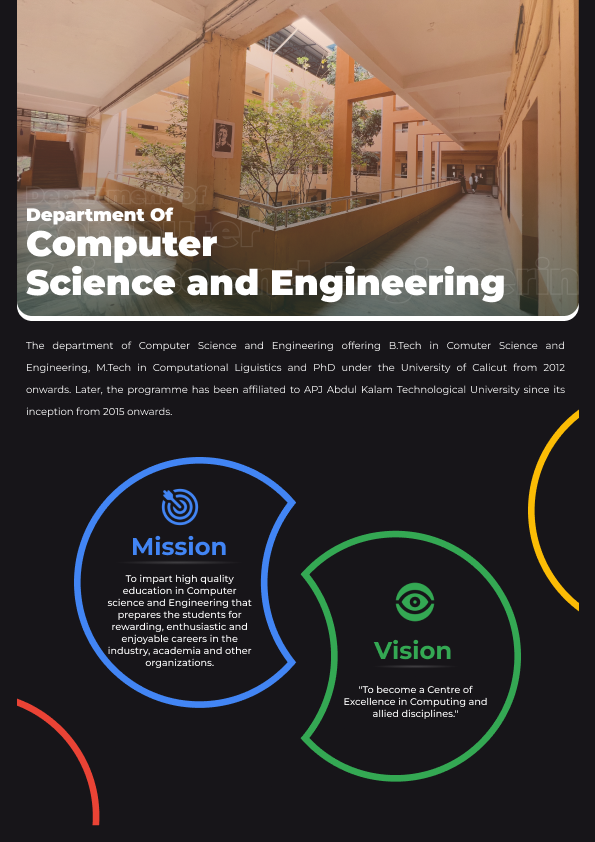 Department Of
Computer
Science and Engineering
The department of Computer Science and Engineering offering B.Tech in Comuter Science and
Engineering, M.Tech in Computational Liguistics and PhD under the University of Calicut from 2012
onwards. Later, the programme has been affiliated to APJ Abdul Kalam Technological University since its
inception from 2015 onwards.
Mission
To impart high quality
education in Computer
science and Engineering that
prepares the students for
rewarding, enthusiastic and
enjoyable careers in the
industry, academia and other
organizations.
Vision
"To become a Centre of
Excellence in Computing and
allied disciplines."